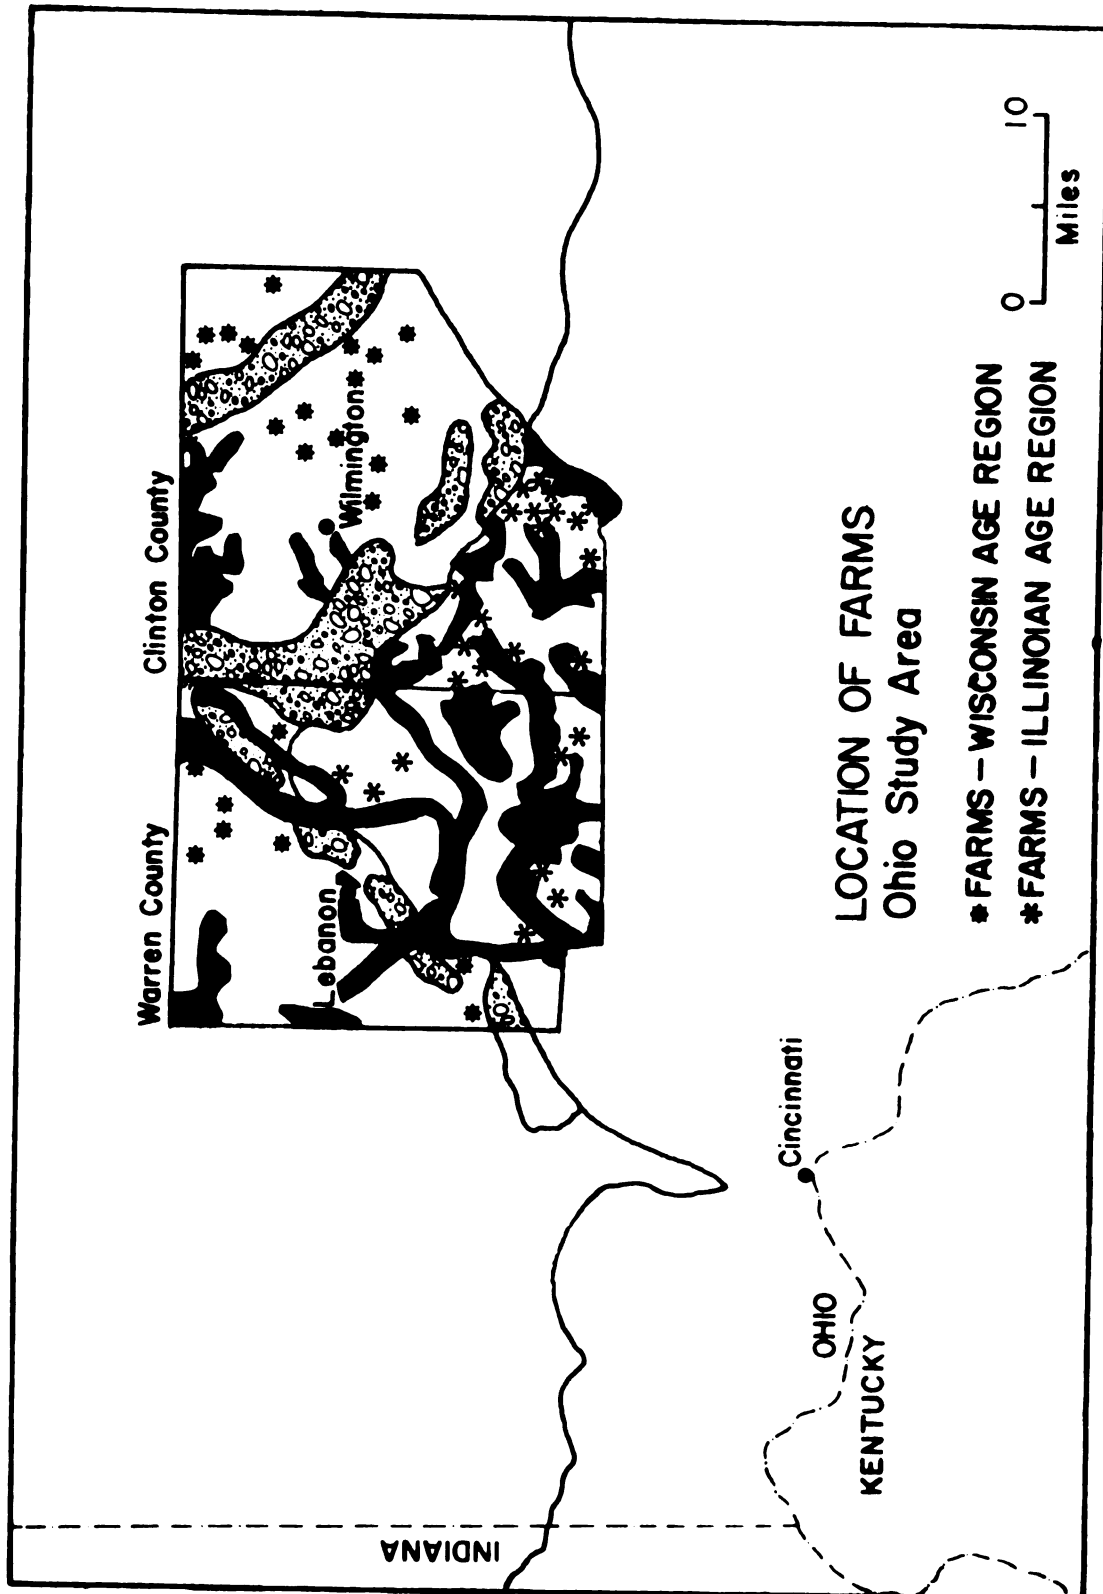 Warren County
Clinton County
Lebanon
Wilmington
Cincinnati
OHIO
KENTUCKY
INDIANA
LOCATION OF FARMS
Ohio Study Area
✵FARMS – WISCONSIN AGE REGION
*FARMS – ILLINOIAN AGE REGION
0 10
Miles